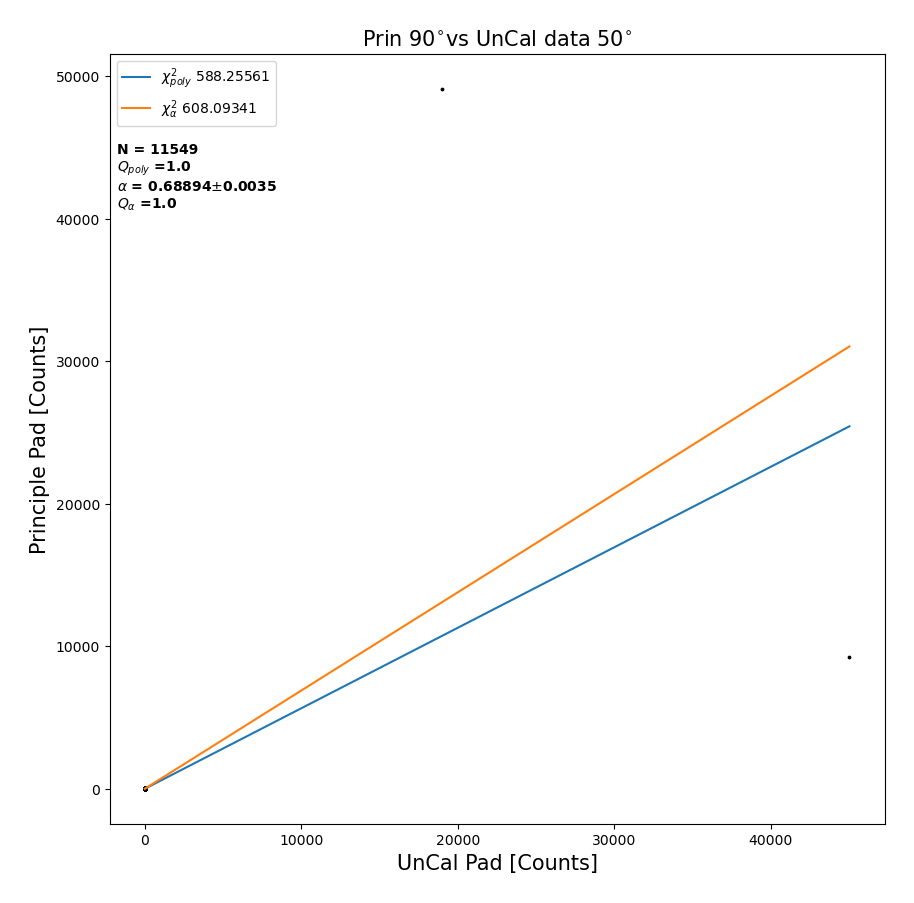 Prin 90°vs UnCal data 50°
χ²poly 588.25561
χ²α 608.09341
N = 11549
Qpoly =1.0
α = 0.68894±0.0035
Qα =1.0
50000
40000
30000
20000
10000
0
Principle Pad [Counts]
0 10000 20000 30000 40000
UnCal Pad [Counts]